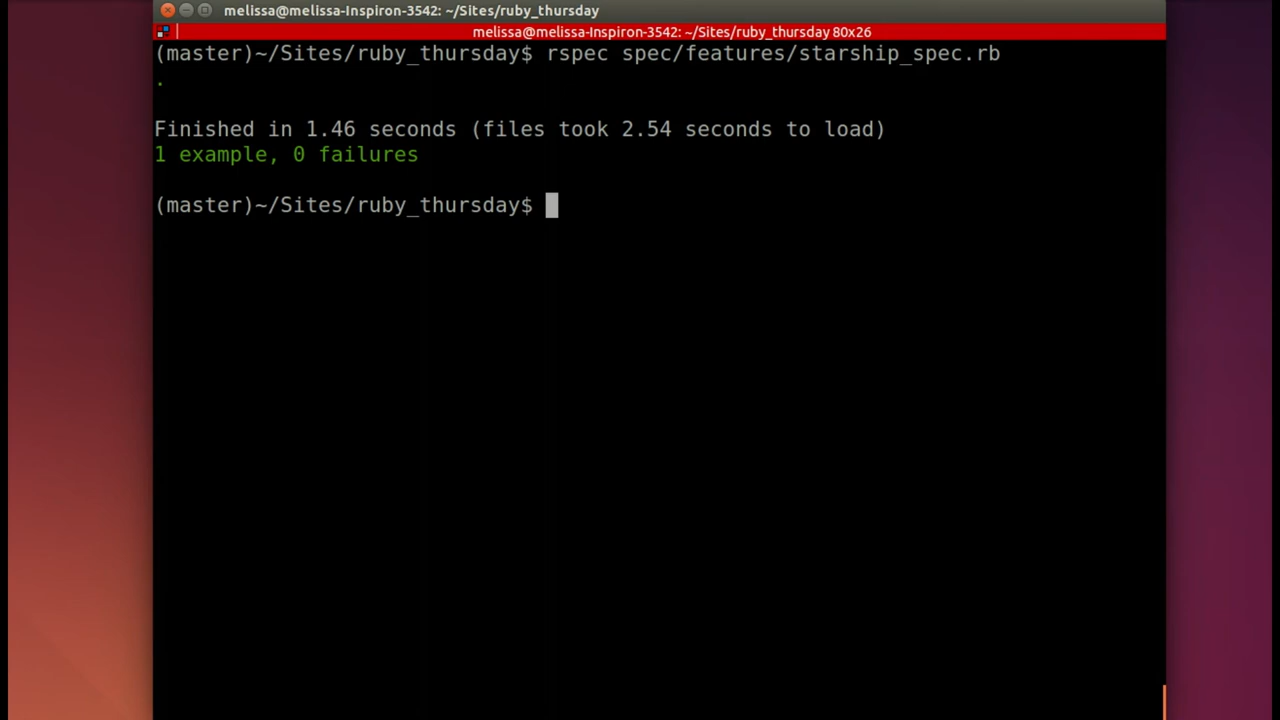 melissa@melissa-Inspiron-3542: ~/Sites/ruby_thursday
melissa@melissa-Inspiron-3542: ~/Sites/ruby_thursday 80x26
(master)~/Sites/ruby_thursday$ rspec spec/features/starship_spec.rb
.
Finished in 1.46 seconds (files took 2.54 seconds to load)
1 example, 0 failures
(master)~/Sites/ruby_thursday$